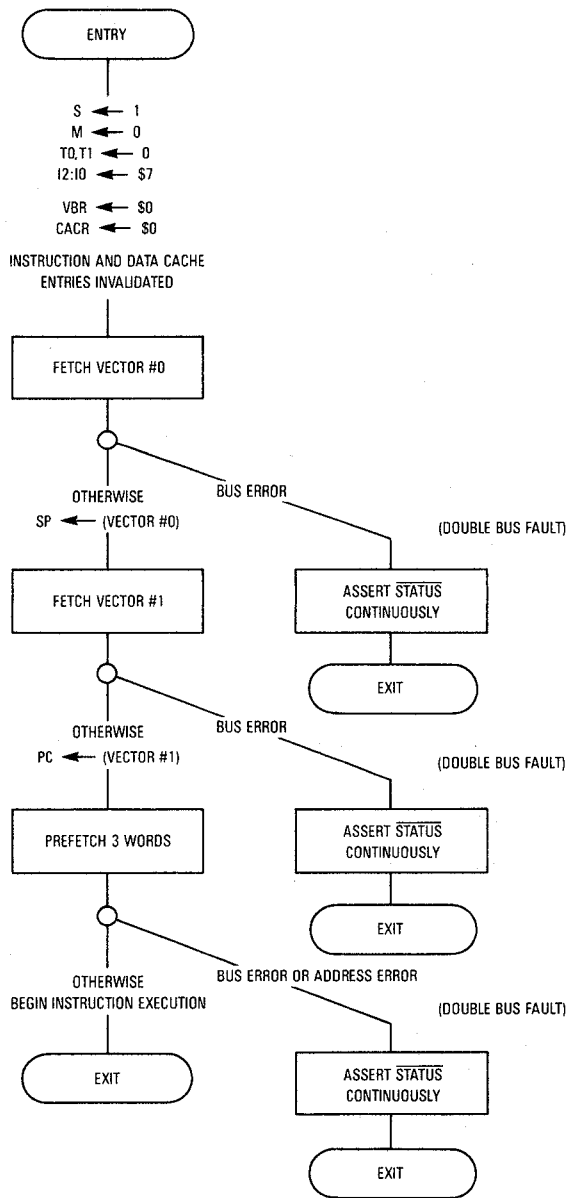 ENTRY
S ← 1
M ← 0
T0,T1 ← 0
I2:I0 ← $7
VBR ← $0
CACR ← $0
INSTRUCTION AND DATA CACHE
ENTRIES INVALIDATED
FETCH VECTOR #0
BUS ERROR
OTHERWISE
SP ← (VECTOR #0)
(DOUBLE BUS FAULT)
FETCH VECTOR #1
ASSERT STATUS
CONTINUOUSLY
EXIT
BUS ERROR
OTHERWISE
PC ← (VECTOR #1)
(DOUBLE BUS FAULT)
PREFETCH 3 WORDS
ASSERT STATUS
CONTINUOUSLY
EXIT
BUS ERROR OR ADDRESS ERROR
OTHERWISE
BEGIN INSTRUCTION EXECUTION
(DOUBLE BUS FAULT)
EXIT
ASSERT STATUS
CONTINUOUSLY
EXIT